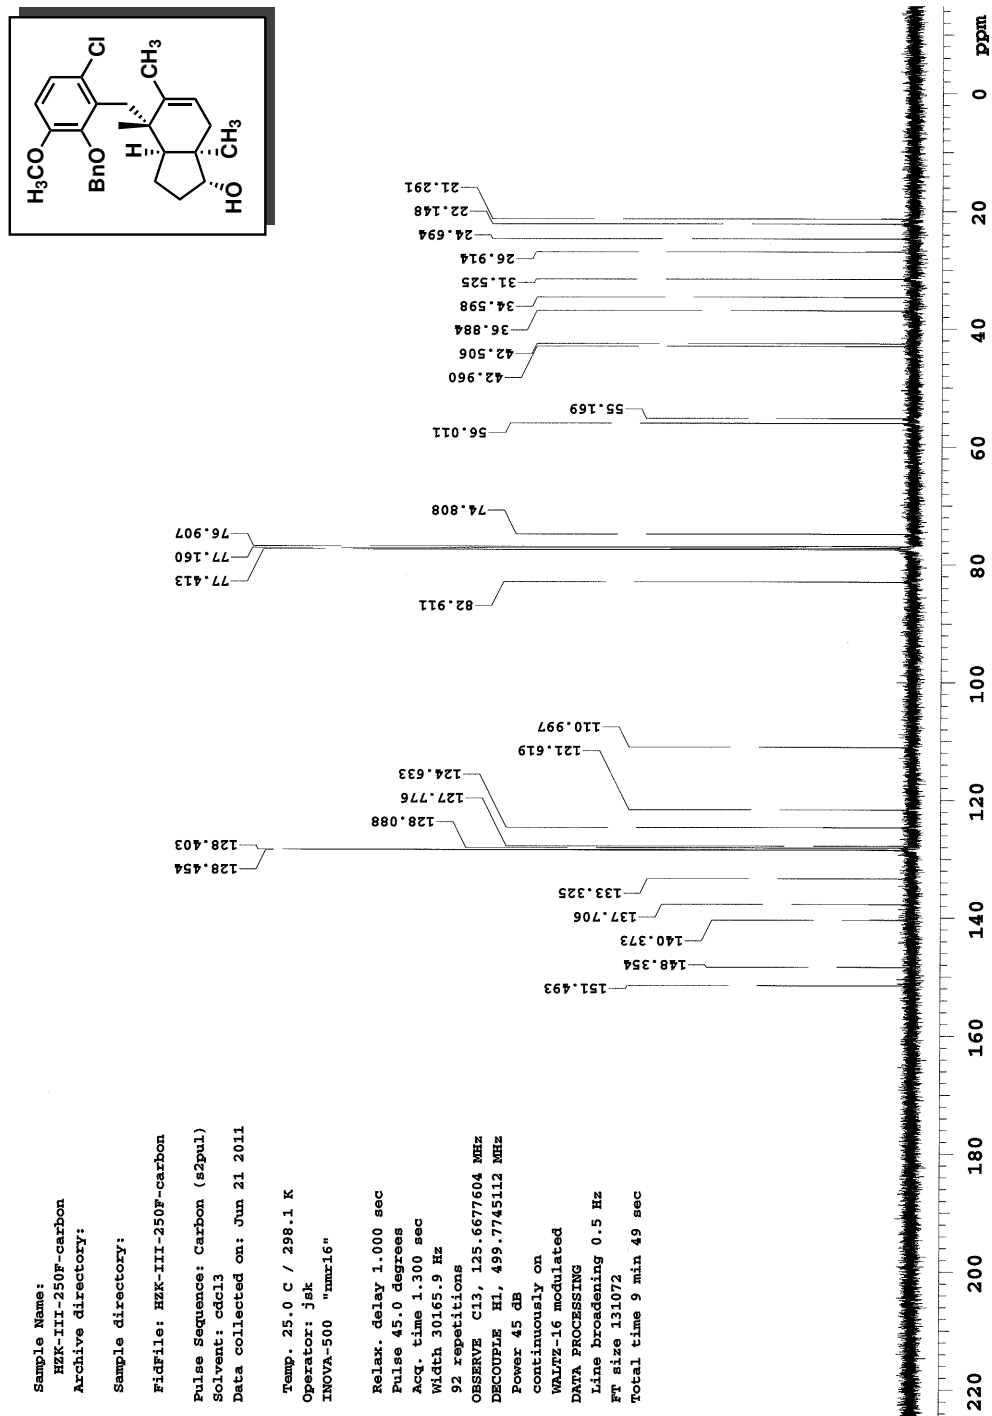 Sample Name:
HZK-III-250F-carbon
Archive directory:
Sample directory:
FidFile: HZK-III-250F-carbon
Pulse Sequence: Carbon (s2pul)
Solvent: cdcl3
Data collected on: Jun 21 2011
Temp. 25.0 C / 298.1 K
Operator: jsk
INOVA-500 "nmr16"
Relax. delay 1.000 sec
Pulse 45.0 degrees
Acq. time 1.300 sec
Width 30165.9 Hz
92 repetitions
OBSERVE C13, 125.6677604 MHz
DECOUPLE H1, 499.7745112 MHz
Power 45 dB
continuously on
WALTZ-16 modulated
DATA PROCESSING
Line broadening 0.5 Hz
FT size 131072
Total time 9 min 49 sec
H3CO
BnO
Cl
CH3
H
CH3
HO
151.493
148.354
140.373
137.706
133.325
128.454
128.403
128.088
127.776
124.633
121.619
110.997
82.911
77.413
77.160
76.907
74.808
56.011
55.169
42.960
42.506
36.884
34.598
31.525
26.914
24.694
22.148
21.291
220 200 180 160 140 120 100 80 60 40 20 0 ppm